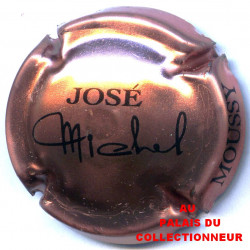 JOSÉ
Michel
MOUSSY
AU
PALAIS DU
COLLECTIONNEUR